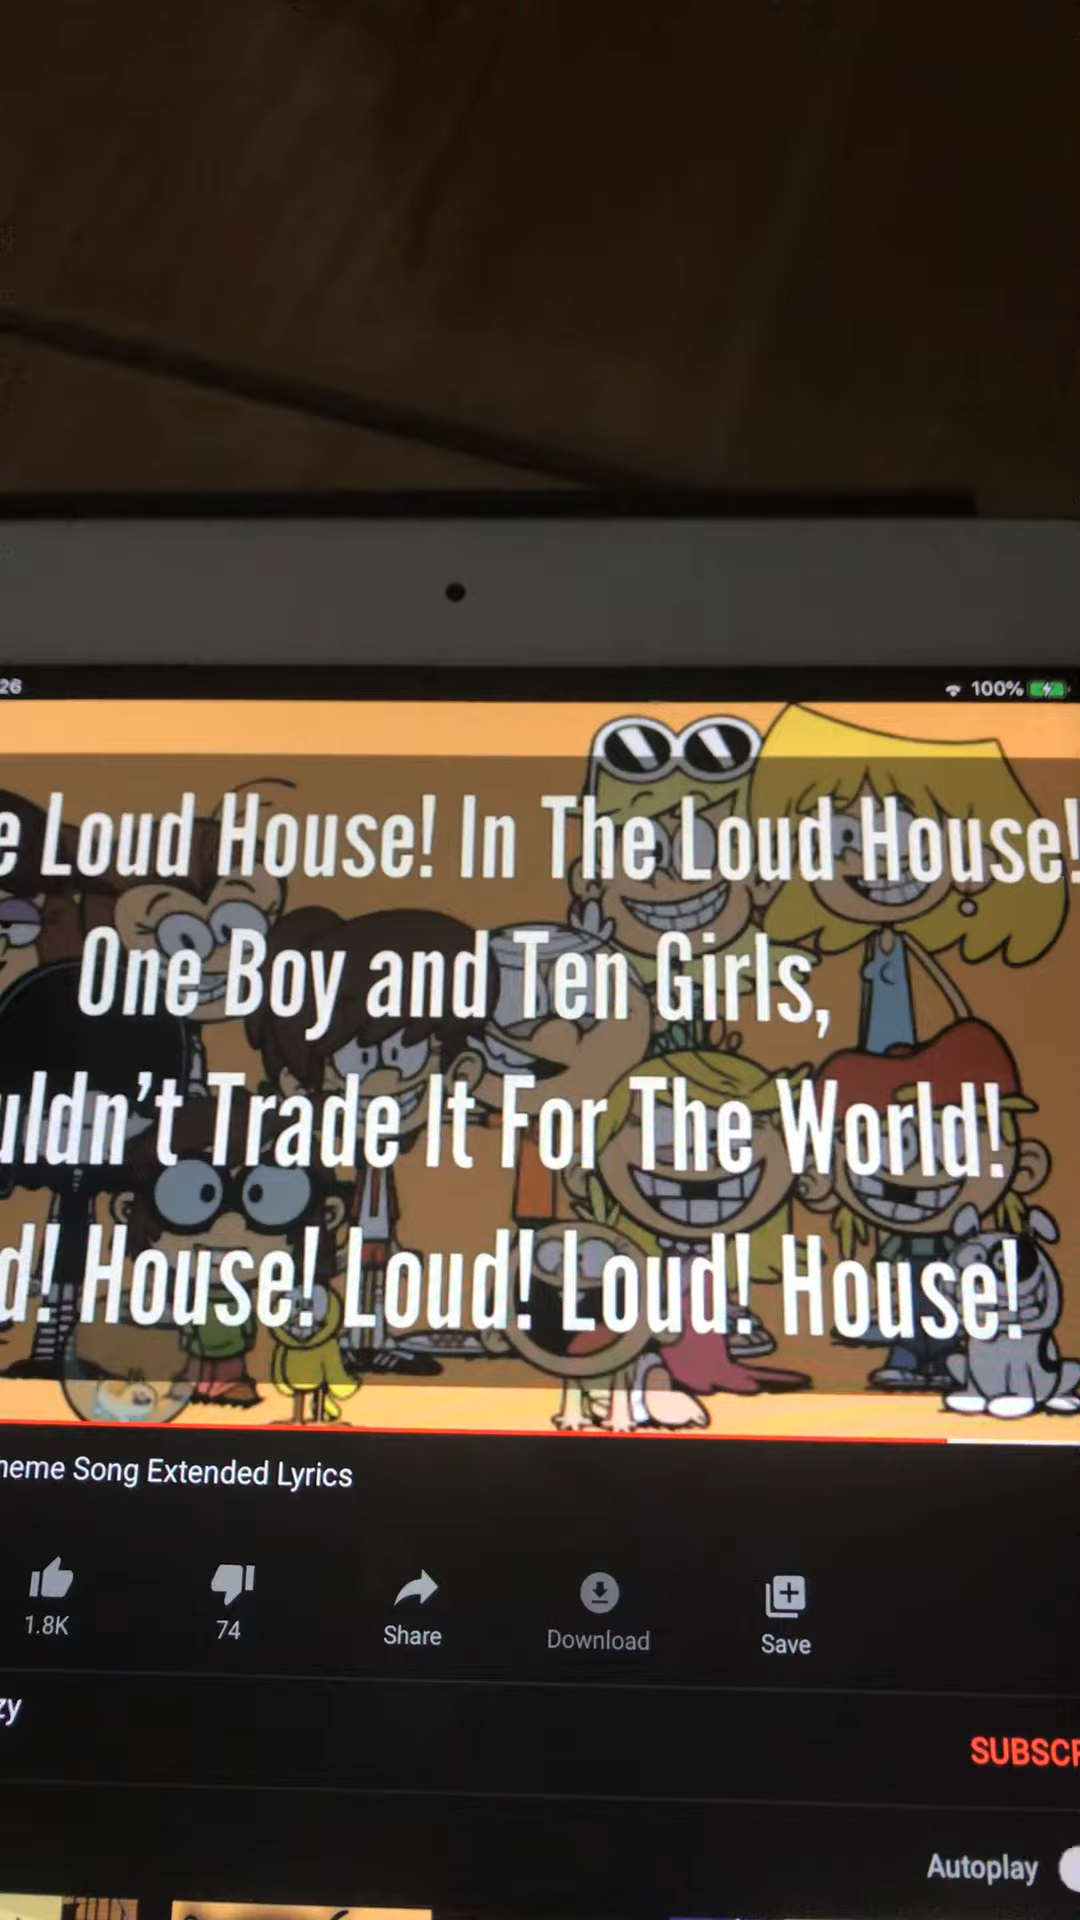 26
100%
e Loud House! In The Loud House!
One Boy and Ten Girls,
uldn't Trade It For The World!
d! House! Loud! Loud! House!
heme Song Extended Lyrics
1.8K
74
Share
Download
Save
zy
SUBSCR
Autoplay